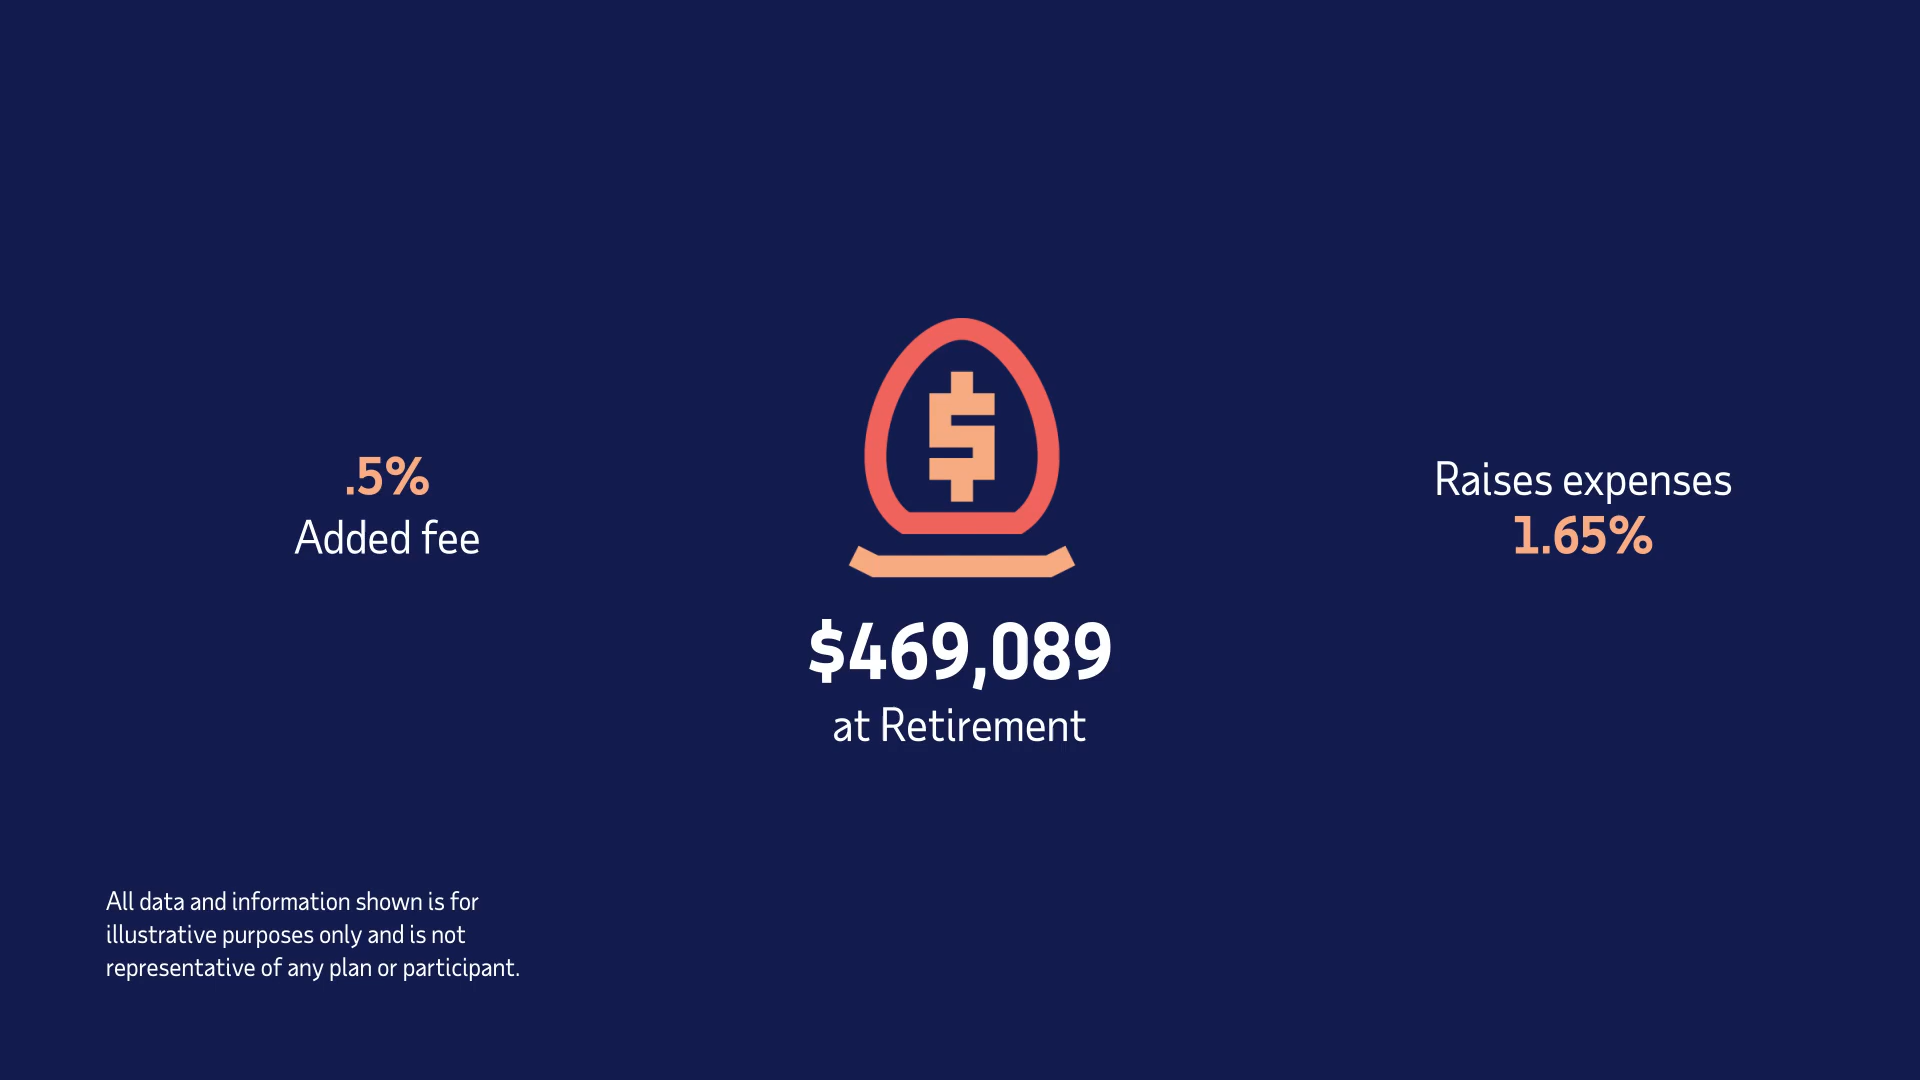 .5%
Added fee
$469,089
at Retirement
Raises expenses
1.65%
All data and information shown is for
illustrative purposes only and is not
representative of any plan or participant.